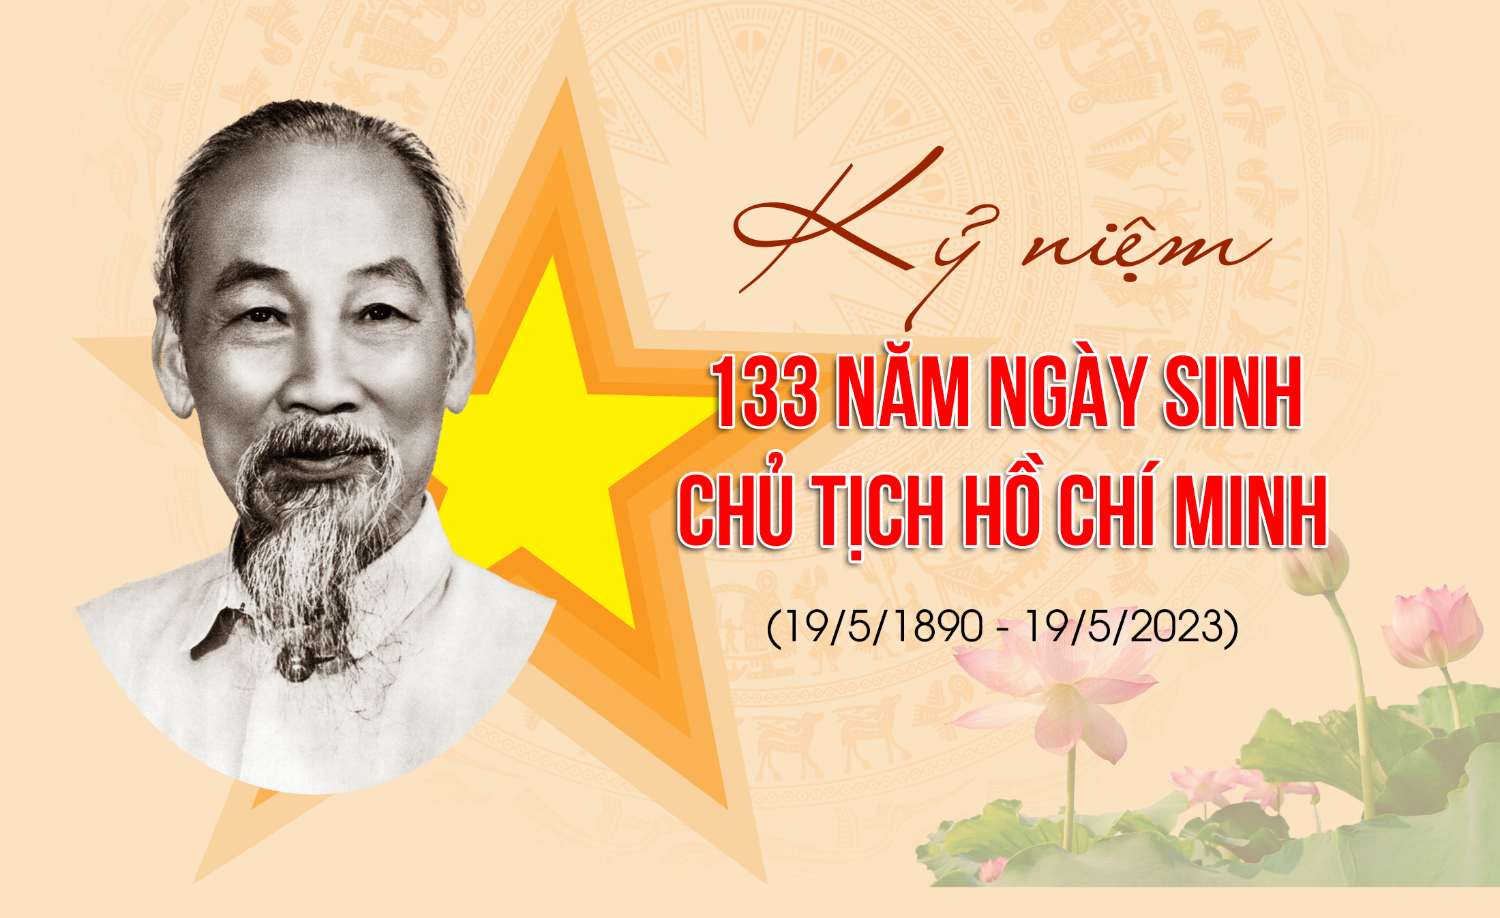 Kỷ niệm
133 NĂM NGÀY SINH
CHỦ TỊCH HỒ CHÍ MINH
(19/5/1890 - 19/5/2023)